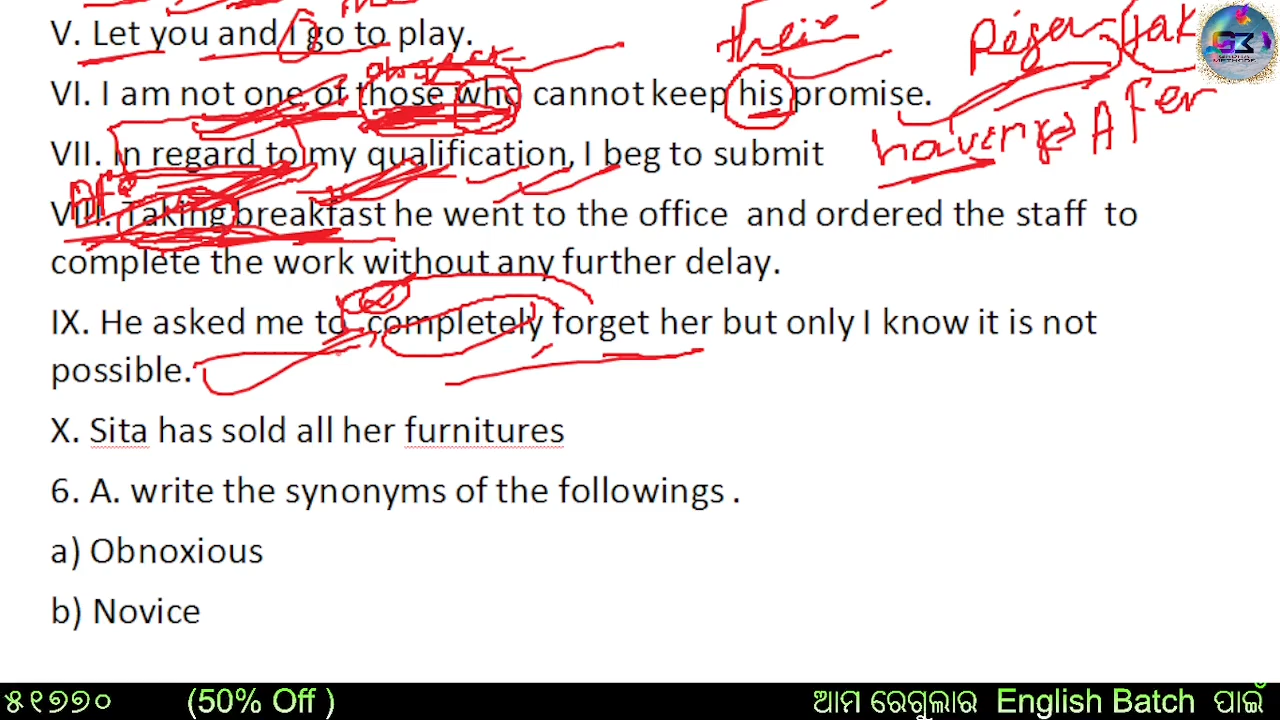 V. Let you and I go to play.
their
VI. I am not one of those who cannot keep his promise.
having After
VII. In regard to my qualification, I beg to submit
VIII. Taking breakfast he went to the office and ordered the staff to
complete the work without any further delay.
IX. He asked me to completely forget her but only I know it is not
possible.
X. Sita has sold all her furnitures
6. A. write the synonyms of the followings .
a) Obnoxious
b) Novice
୫୧୭୭୦ (50% Off ) ଆମ ରେଗୁଲାର English Batch ପାଇଁ